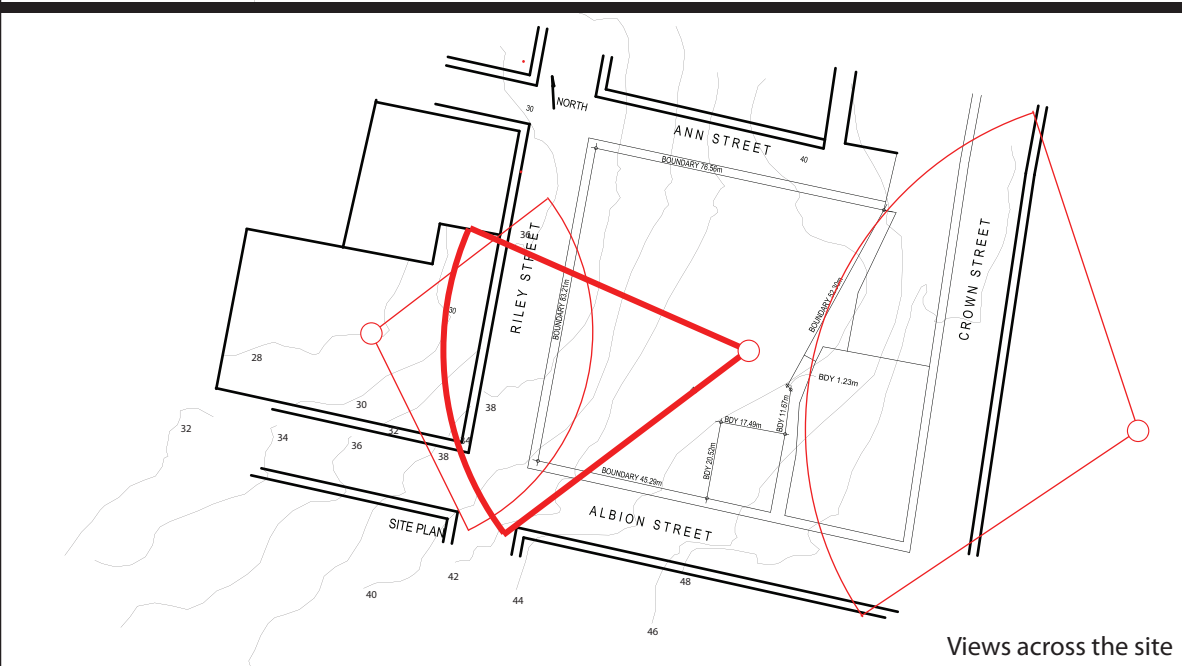 30
NORTH
ANN STREET
40
BOUNDARY 76.56m
36
RILEY STREET
BOUNDARY 63.21m
CROWN STREET
30
28
BOUNDARY 52.30m
BDY 1.23m
30
38
32
34
BDY 11.67m
BDY 17.49m
32
34
36
38
BDY 20.52m
BOUNDARY 45.29m
ALBION STREET
SITE PLAN
42
40
44
48
46
Views across the site